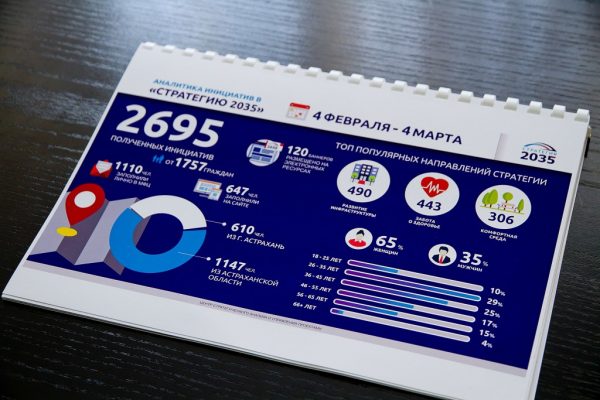 АНАЛИТИКА ИНИЦИАТИВ В
«СТРАТЕГИЮ 2035»
4 ФЕВРАЛЯ - 4 МАРТА
2035
2695
ПОЛУЧЕННЫХ ИНИЦИАТИВ
от 1757 ГРАЖДАН
120 БАННЕРОВ
РАЗМЕЩЕНО НА
ЭЛЕКТРОННЫХ
РЕСУРСАХ
1110 ЧЕЛ.
ЗАПОЛНИЛИ
ЛИЧНО В МФЦ
647 ЧЕЛ.
ЗАПОЛНИЛИ
НА САЙТЕ
610 ЧЕЛ.
ИЗ Г. АСТРАХАНЬ
1147 ЧЕЛ.
ИЗ АСТРАХАНСКОЙ
ОБЛАСТИ
ТОП ПОПУЛЯРНЫХ НАПРАВЛЕНИЙ СТРАТЕГИИ
490
РАЗВИТИЕ
ИНФРАСТРУКТУРЫ
443
ЗАБОТА
О ЗДОРОВЬЕ
306
КОМФОРТНАЯ
СРЕДА
65%
ЖЕНЩИН
35%
МУЖЧИН
18 - 25 ЛЕТ 10%
26 - 35 ЛЕТ 29%
36 - 45 ЛЕТ 25%
46 - 55 ЛЕТ 17%
56 - 65 ЛЕТ 15%
66+ ЛЕТ 4%